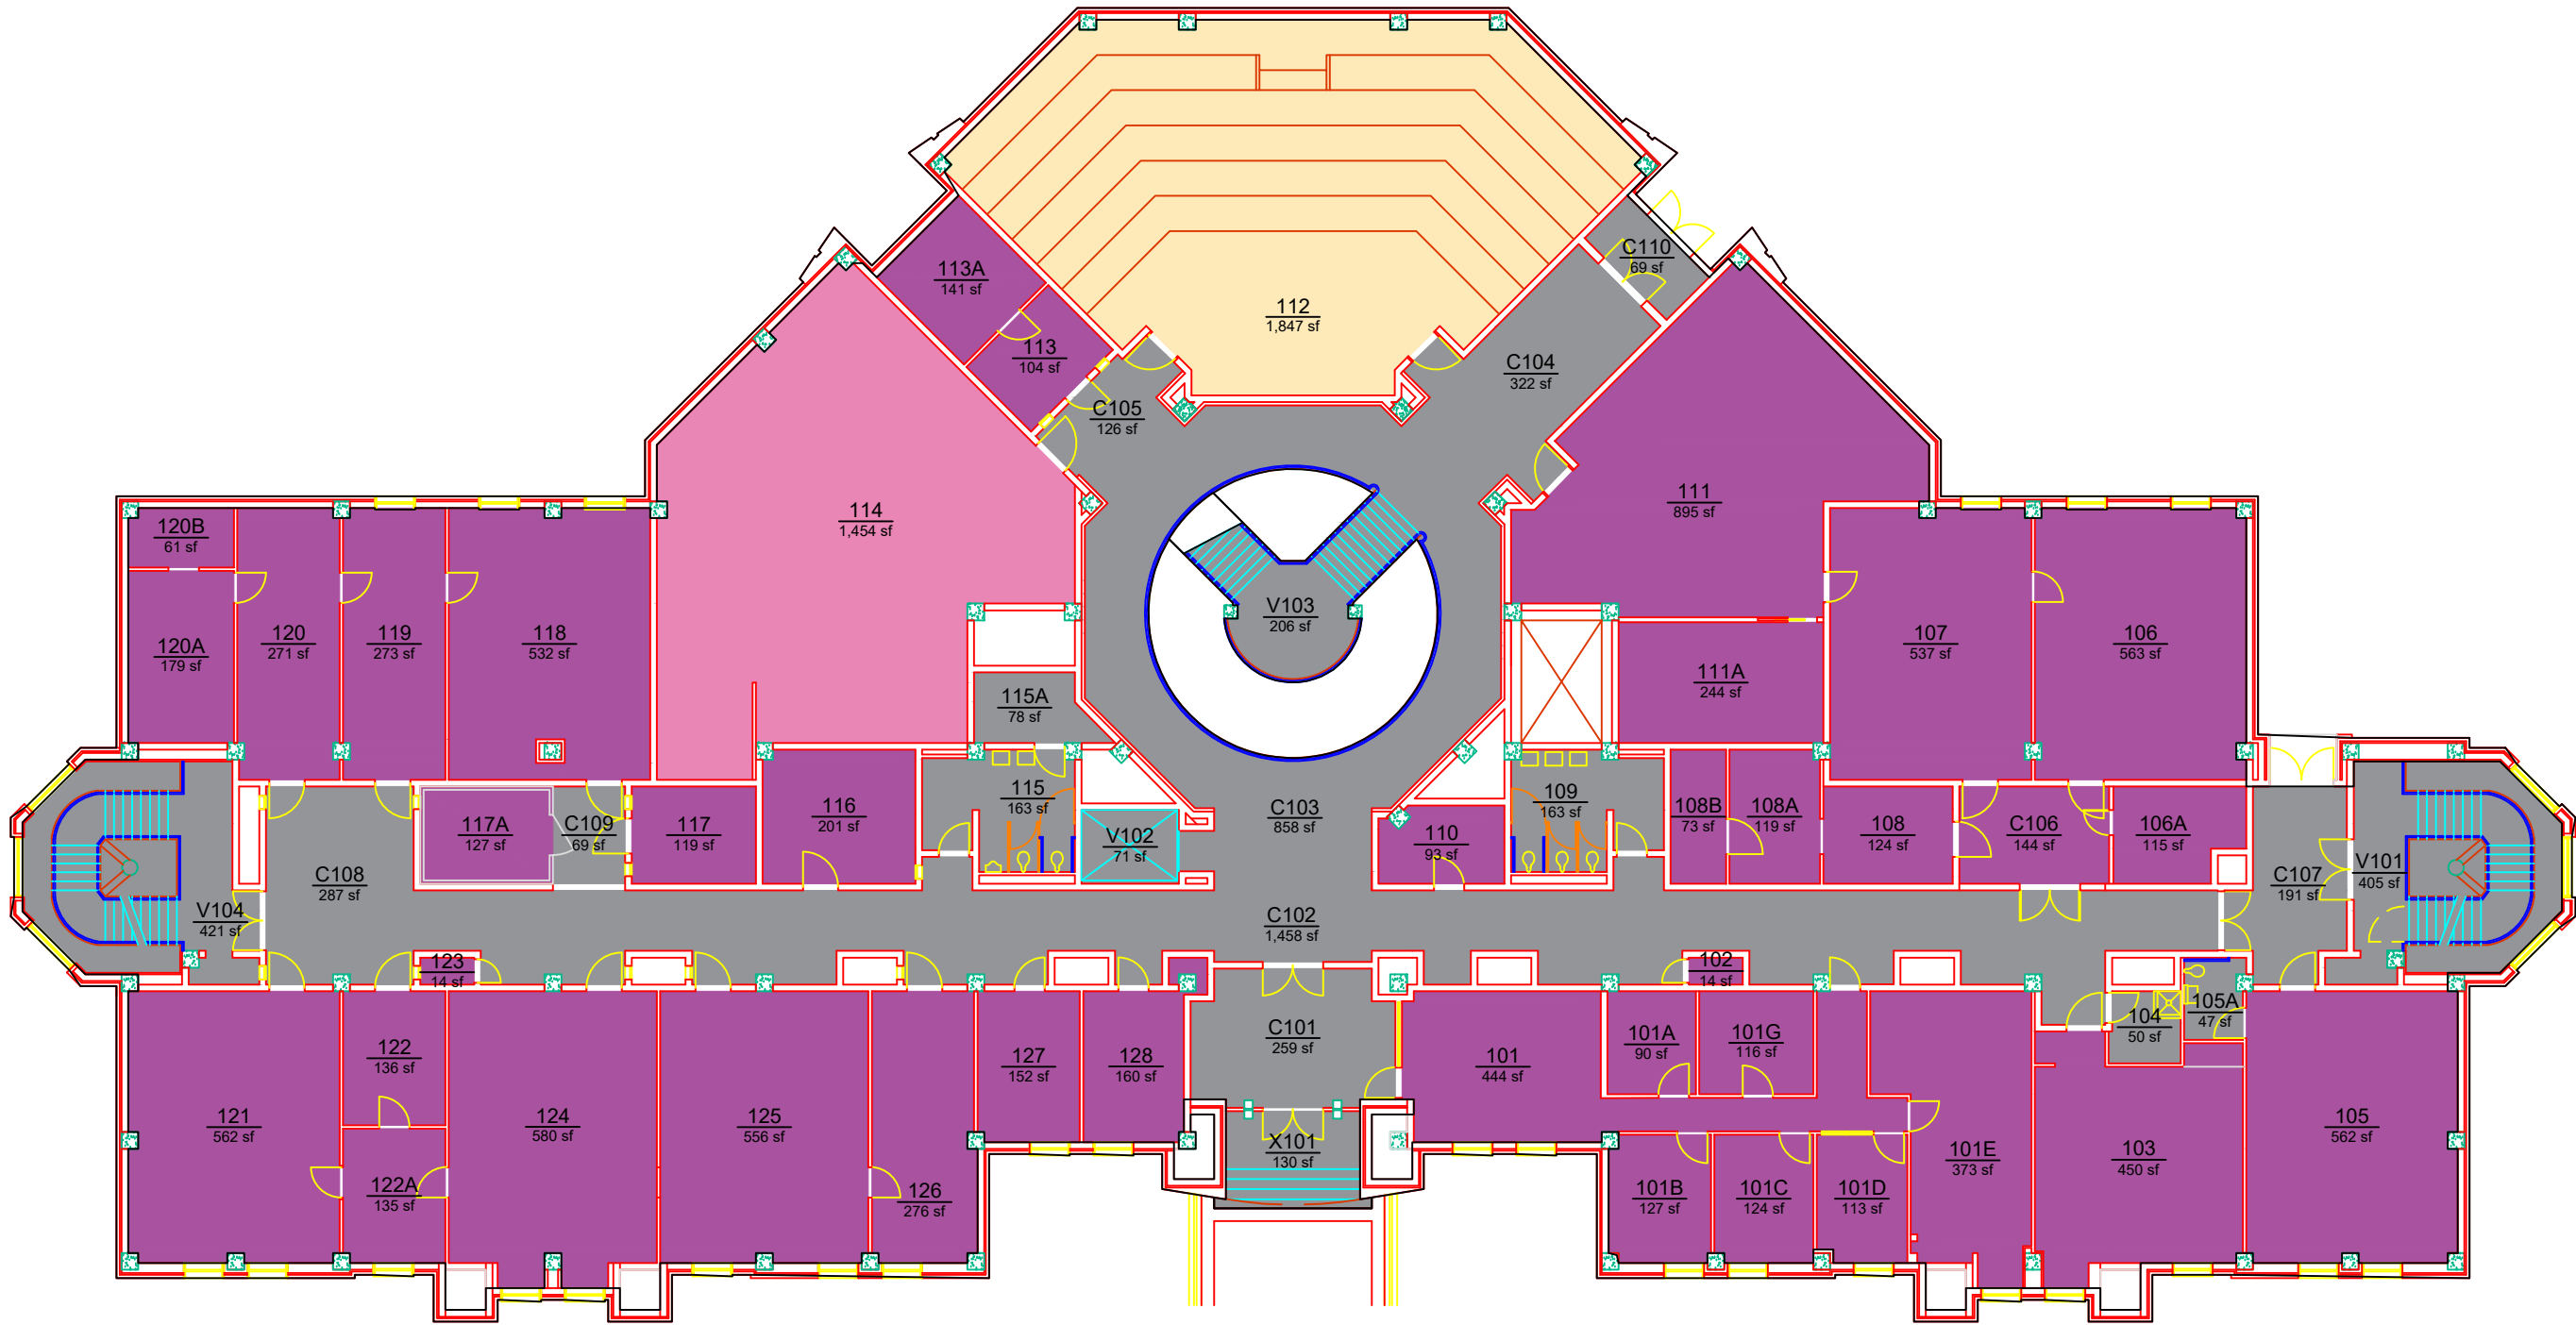 C110
69 sf
113A
141 sf
112
1,847 sf
113
104 sf
C104
322 sf
C105
126 sf
114
1,454 sf
111
895 sf
120B
61 sf
V103
206 sf
120A
179 sf
120
271 sf
119
273 sf
118
532 sf
107
537 sf
106
563 sf
115A
78 sf
111A
244 sf
115
163 sf
109
163 sf
117A
127 sf
C109
69 sf
117
119 sf
116
201 sf
V102
71 sf
C103
858 sf
110
93 sf
108B
73 sf
108A
119 sf
108
124 sf
C106
144 sf
106A
115 sf
C108
287 sf
C107
191 sf
V101
405 sf
V104
421 sf
C102
1,458 sf
123
14 sf
102
14 sf
105A
47 sf
104
50 sf
122
136 sf
127
152 sf
128
160 sf
C101
259 sf
101
444 sf
101A
90 sf
101G
116 sf
121
562 sf
124
580 sf
125
556 sf
X101
130 sf
101E
373 sf
103
450 sf
105
562 sf
122A
135 sf
126
276 sf
101B
127 sf
101C
124 sf
101D
113 sf